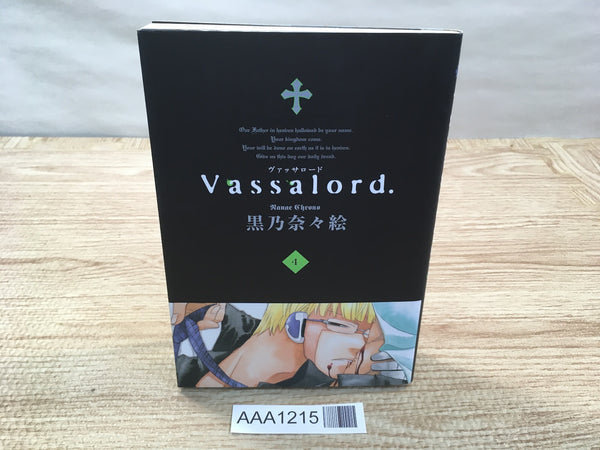 Our Father in heaven hallowed be your name.
Your kingdom come.
Your will be done on earth as it is in heaven.
Give us this day our daily bread.
ヴァッサロード
Vassalord.
Nanae Chrono
黒乃奈々絵
4
AAA1215